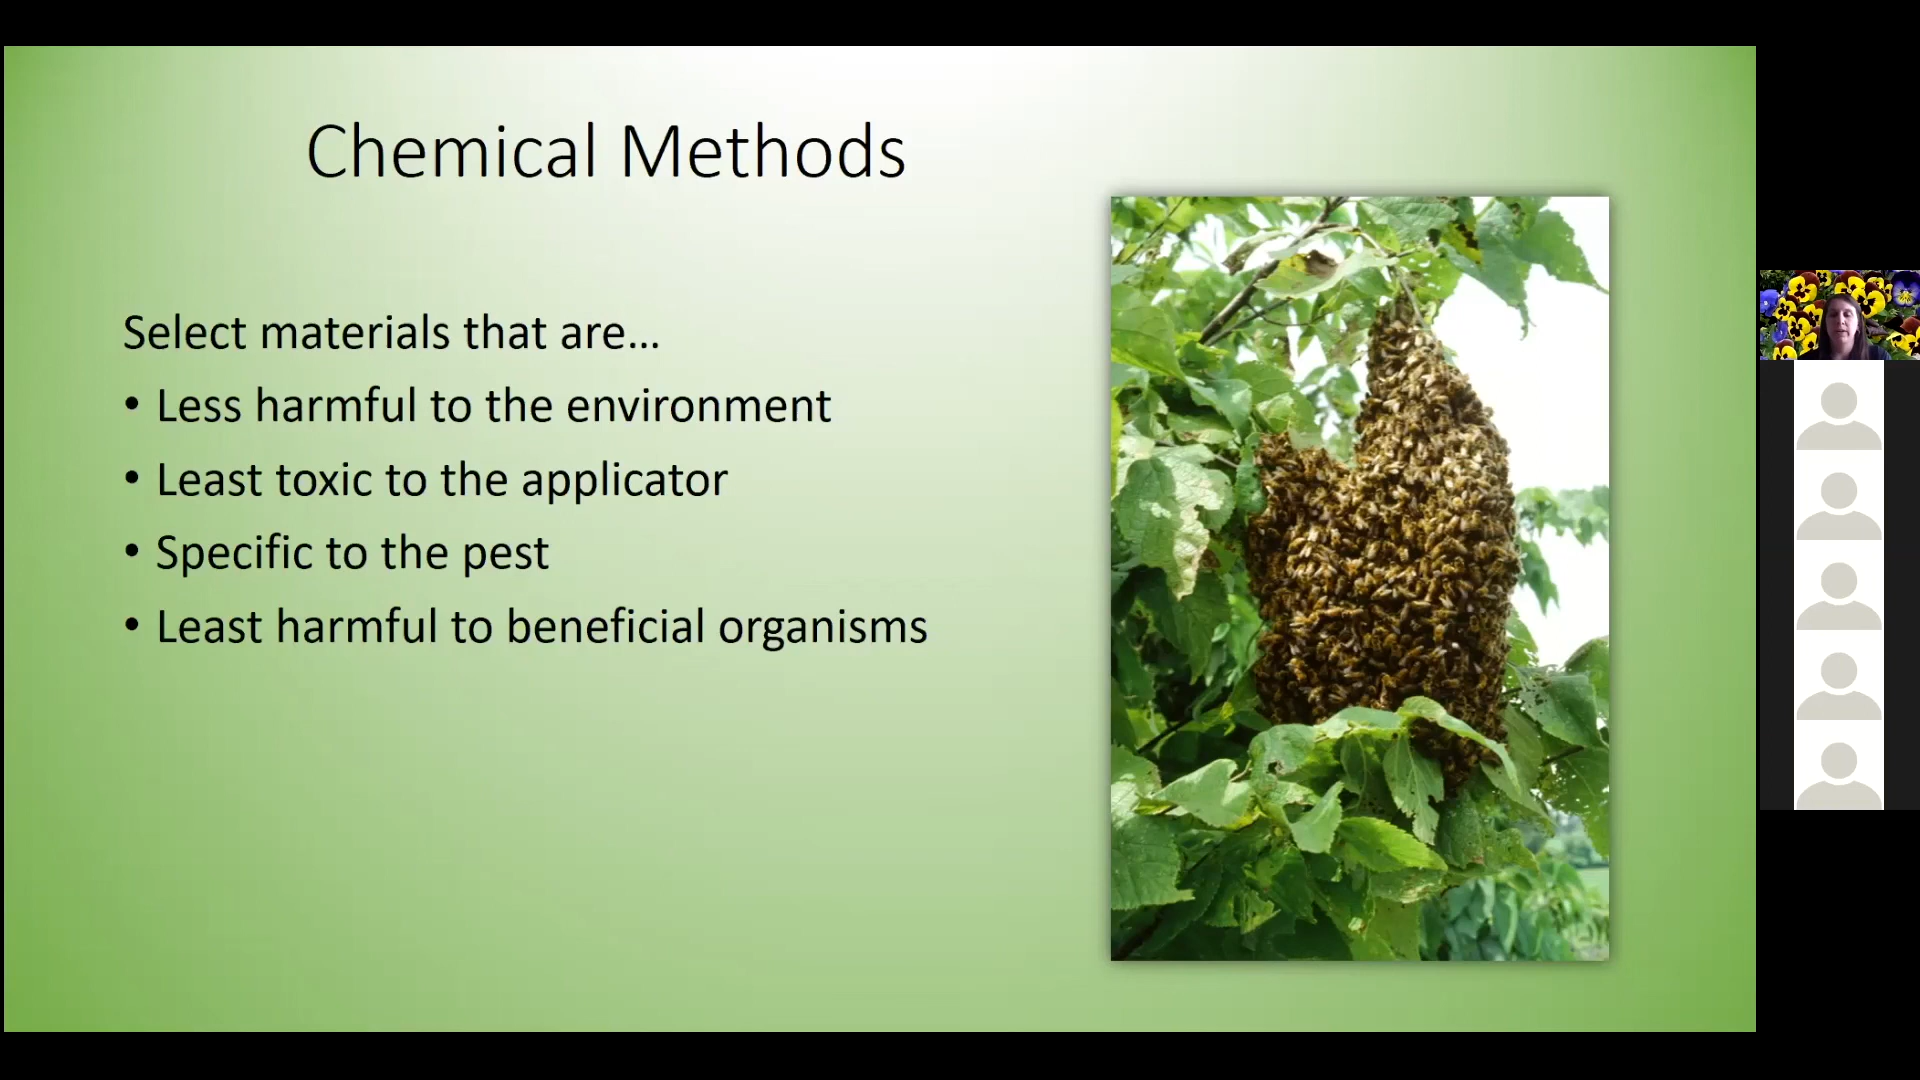 Chemical Methods
Select materials that are...
• Less harmful to the environment
• Least toxic to the applicator
• Specific to the pest
• Least harmful to beneficial organisms